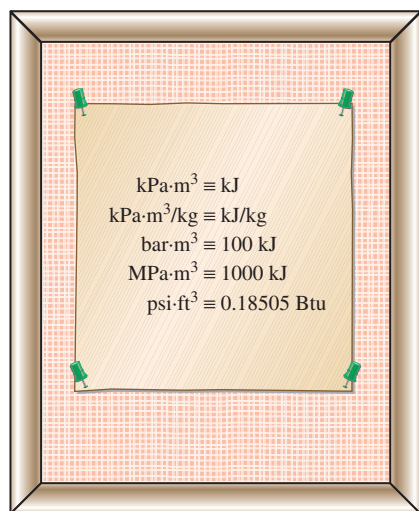 kPa·m³ ≡ kJ
kPa·m³/kg ≡ kJ/kg
bar·m³ ≡ 100 kJ
MPa·m³ ≡ 1000 kJ
psi·ft³ ≡ 0.18505 Btu